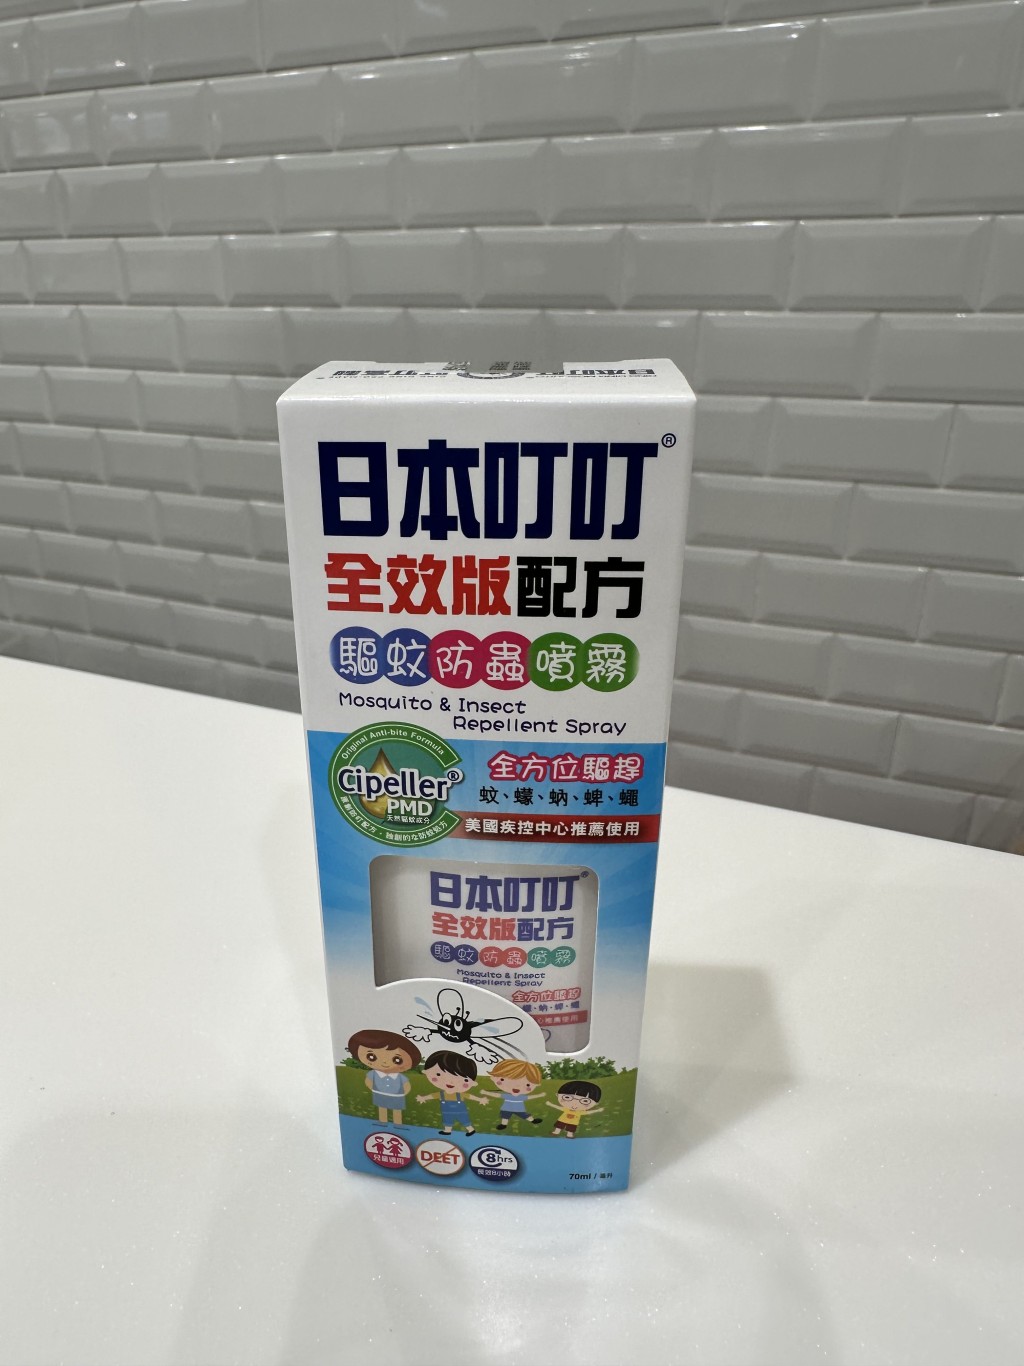 日本叮叮®
全效版配方
驅蚊防蟲噴霧
Mosquito & Insect
Repellent Spray
Original Anti-bite Formula
Cipeller®
PMD
天然驅蚊成分
全方位驅趕
蚊、蠓、蚋、蜱、蠅
美國疾控中心推薦使用
日本叮叮®
全效版配方
驅蚊防蟲噴霧
Mosquito & Insect
Repellent Spray
全方位驅趕
兒童適用
DEET
8hrs
長效8小時
70ml / 毫升